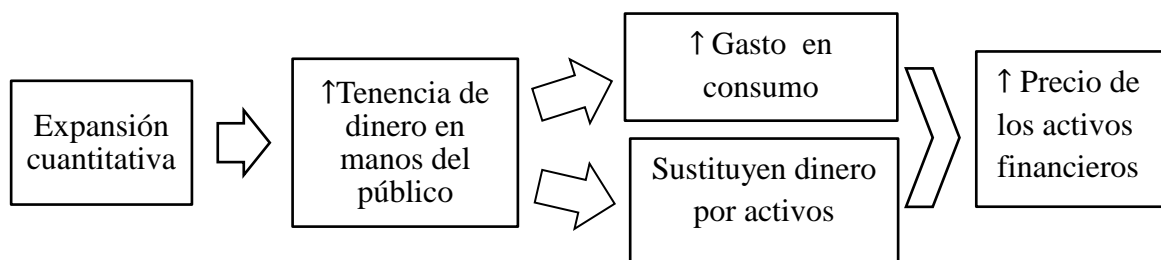 Expansión
cuantitativa
↑Tenencia de
dinero en
manos del
público
↑ Gasto en
consumo
Sustituyen dinero
por activos
↑ Precio de
los activos
financieros